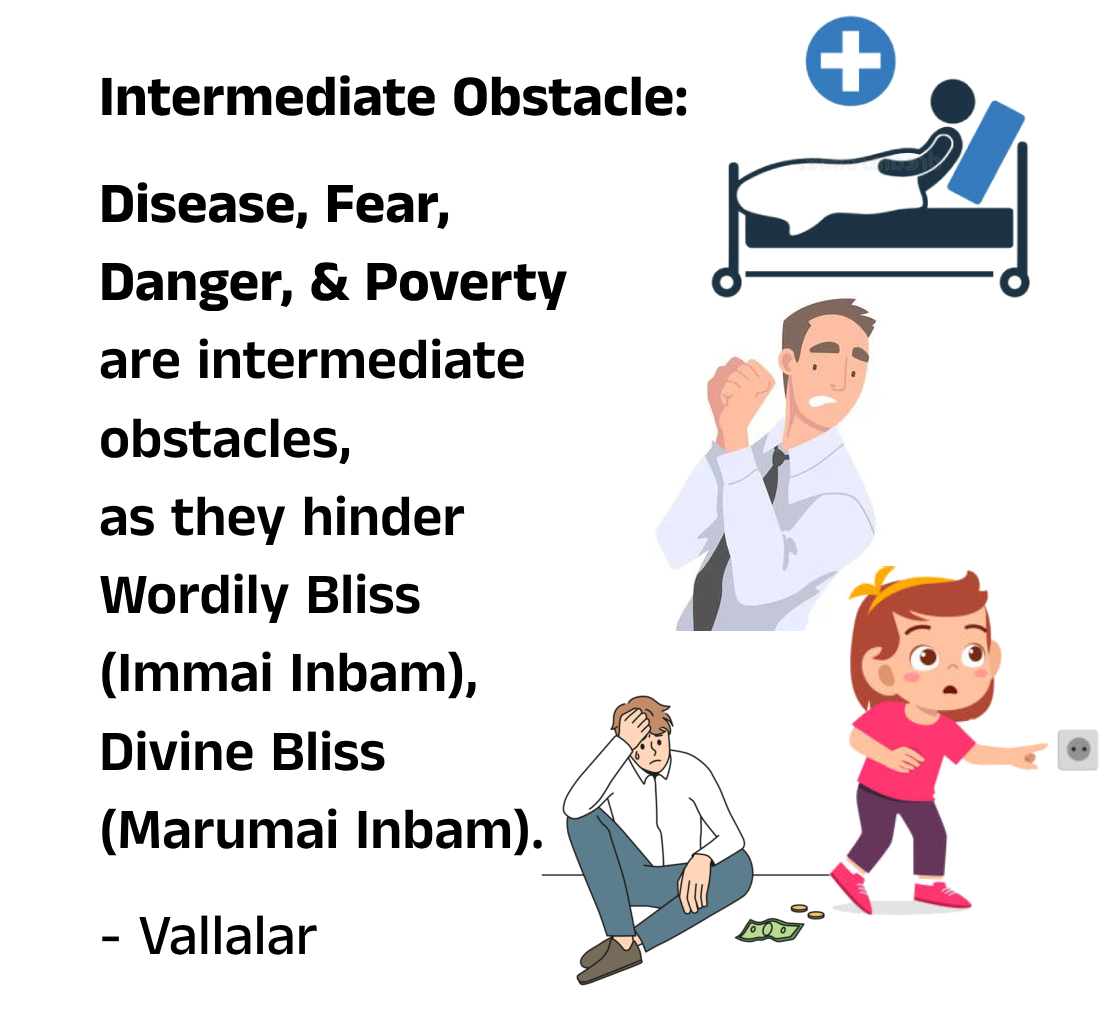 Intermediate Obstacle:
Disease, Fear,
Danger, & Poverty
are intermediate
obstacles,
as they hinder
Wordily Bliss
(Immai Inbam),
Divine Bliss
(Marumai Inbam).
- Vallalar